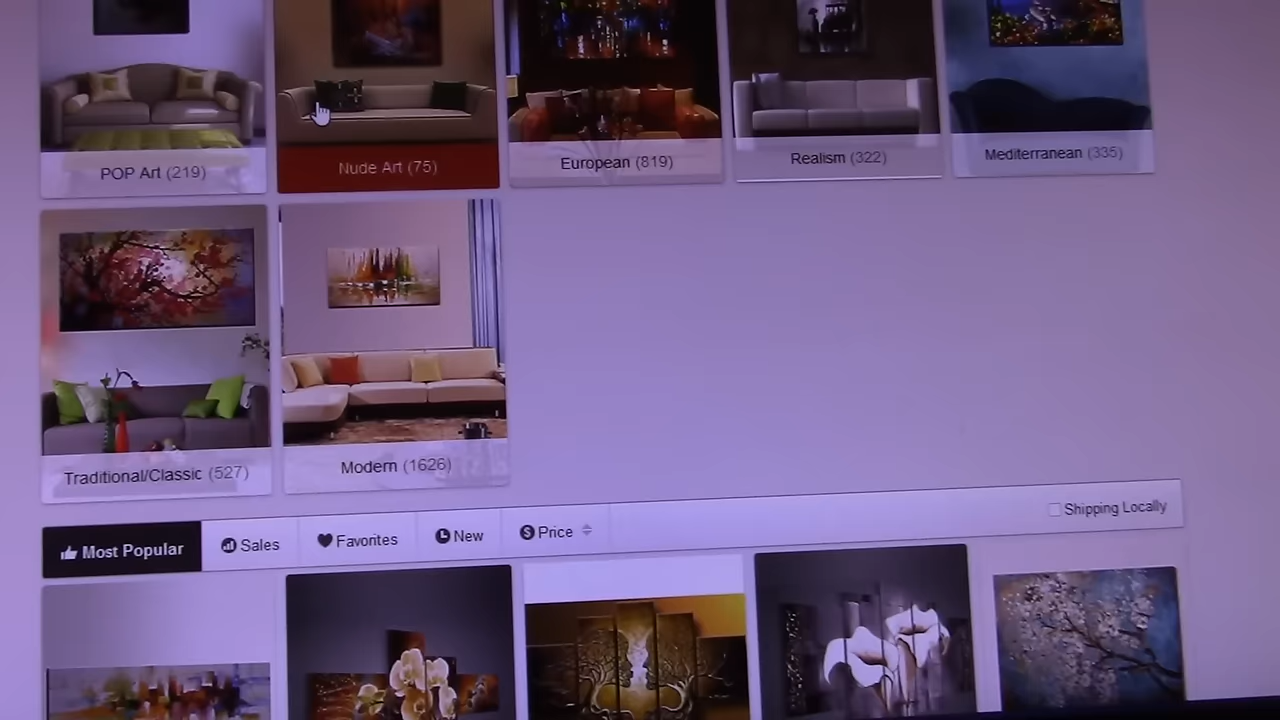 POP Art (219)
Nude Art (75)
European (819)
Realism (322)
Mediterranean (335)
Traditional/Classic (527)
Modern (1626)
Most Popular
Sales
Favorites
New
Price
Shipping Locally